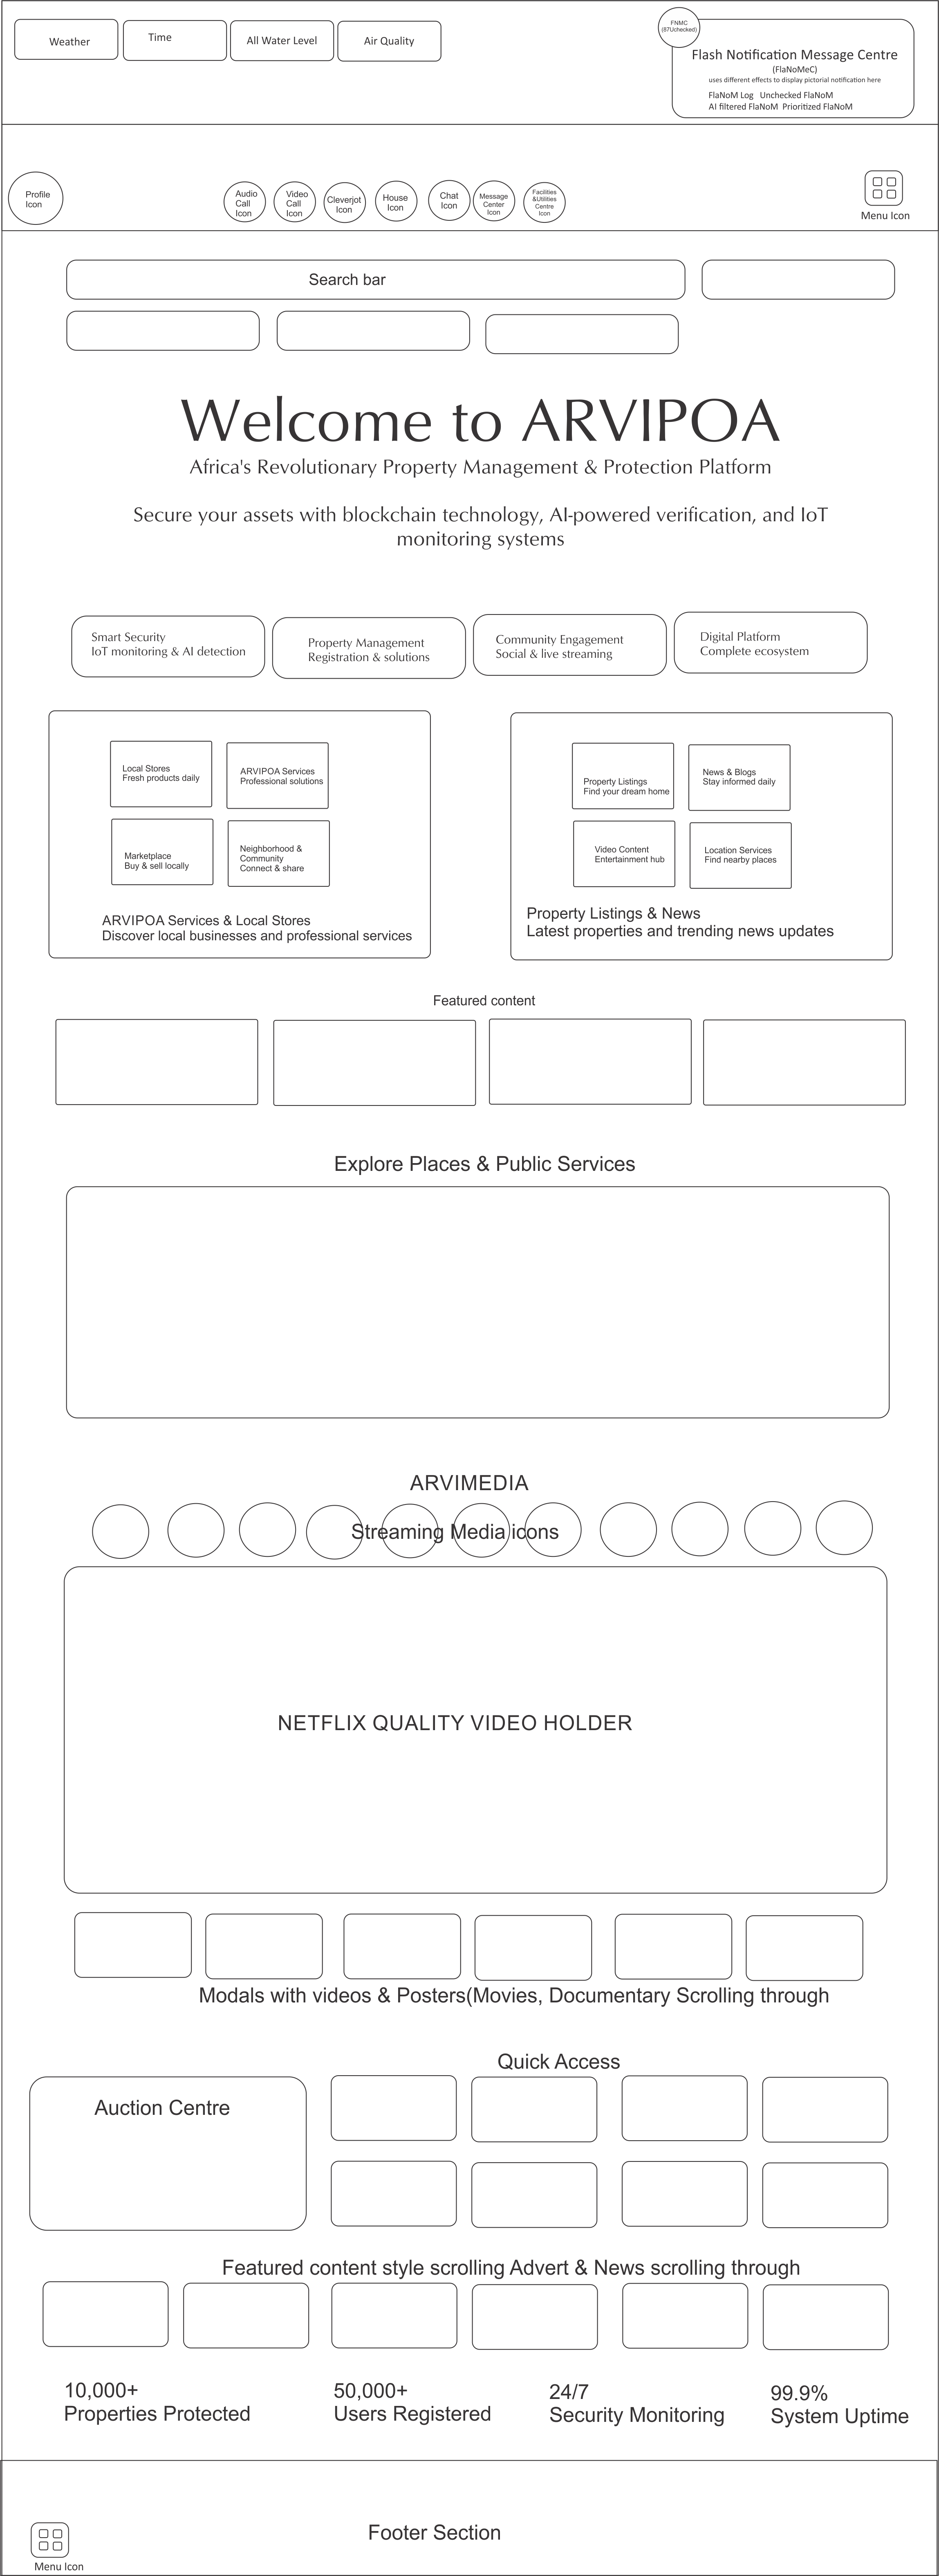 Weather
Time
All Water Level
Air Quality
FNMC
(87Uchecked)
Flash Notification Message Centre
(FlaNoMeC)
uses different effects to display pictorial notification here
FlaNoM Log Unchecked FlaNoM
AI filtered FlaNoM Prioritized FlaNoM
Profile
Icon
Audio
Call
Icon
Video
Call
Icon
Cleverjot
Icon
House
Icon
Chat
Icon
Message
Center
Icon
Facilities
&Utilities
Centre
Icon
Menu Icon
Search bar
Welcome to ARVIPOA
Africa's Revolutionary Property Management & Protection Platform
Secure your assets with blockchain technology, AI-powered verification, and IoT
monitoring systems
Smart Security
IoT monitoring & AI detection
Property Management
Registration & solutions
Community Engagement
Social & live streaming
Digital Platform
Complete ecosystem
Local Stores
Fresh products daily
ARVIPOA Services
Professional solutions
Marketplace
Buy & sell locally
Neighborhood &
Community
Connect & share
ARVIPOA Services & Local Stores
Discover local businesses and professional services
Property Listings
Find your dream home
News & Blogs
Stay informed daily
Video Content
Entertainment hub
Location Services
Find nearby places
Property Listings & News
Latest properties and trending news updates
Featured content
Explore Places & Public Services
ARVIMEDIA
Streaming Media icons
NETFLIX QUALITY VIDEO HOLDER
Modals with videos & Posters(Movies, Documentary Scrolling through
Quick Access
Auction Centre
Featured content style scrolling Advert & News scrolling through
10,000+
Properties Protected
50,000+
Users Registered
24/7
Security Monitoring
99.9%
System Uptime
Footer Section
Menu Icon